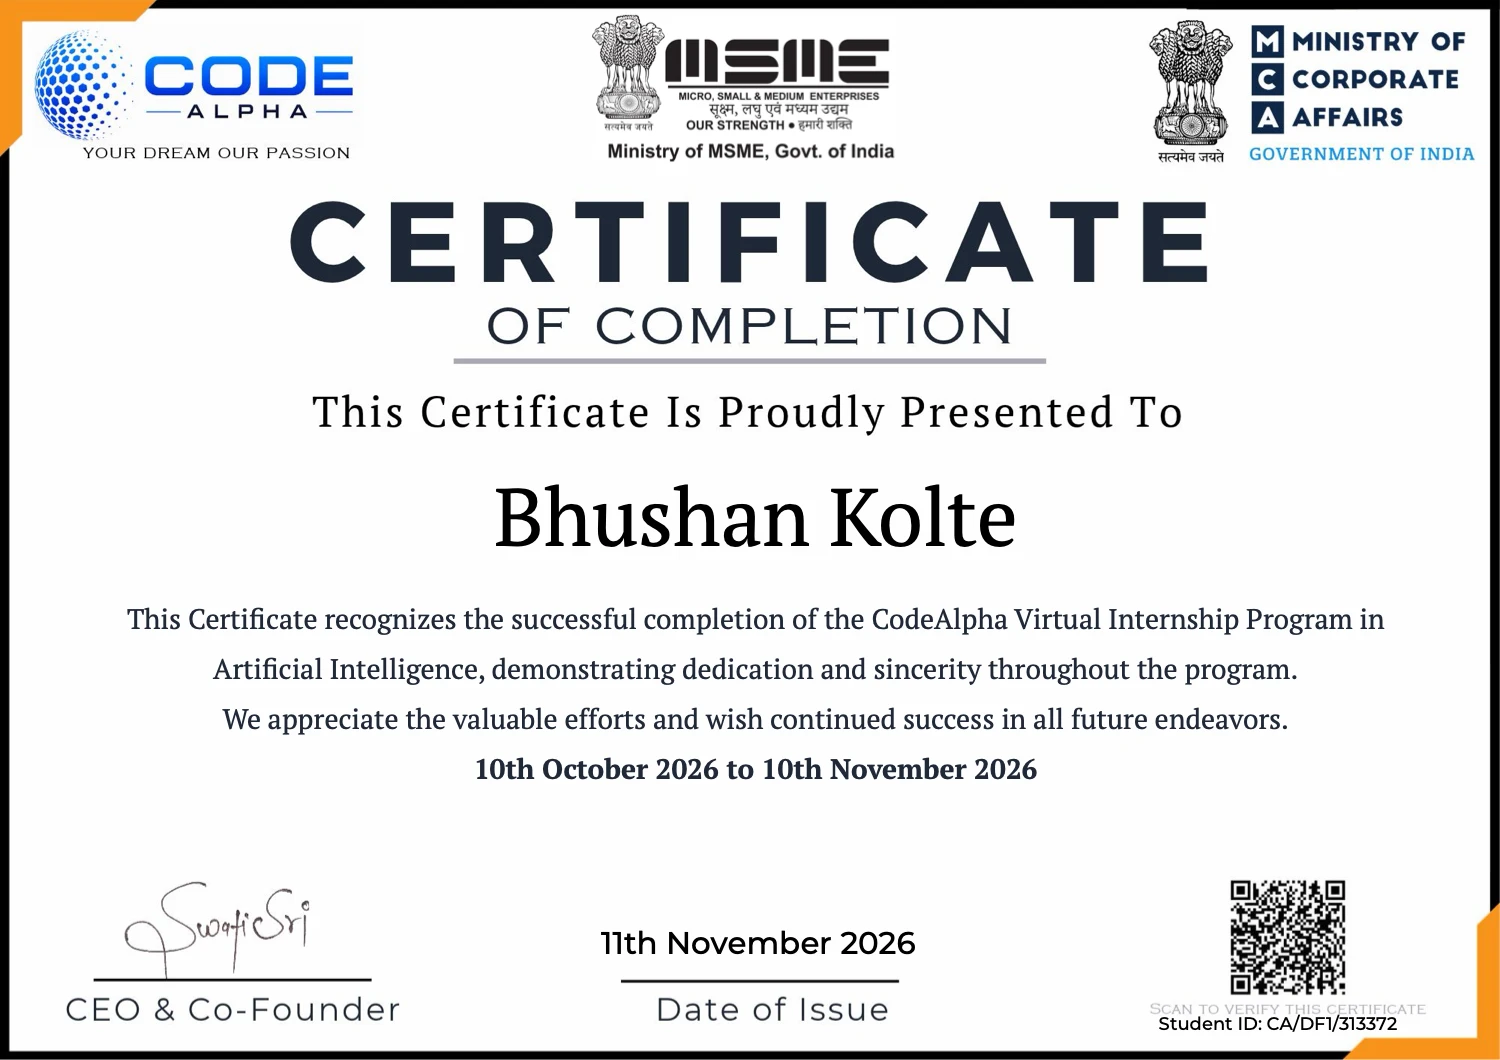 CODE
ALPHA
YOUR DREAM OUR PASSION
सत्यमेव जयते
MSME
MICRO, SMALL & MEDIUM ENTERPRISES
सूक्ष्म, लघु एवं मध्यम उद्यम
OUR STRENGTH ● हमारी शक्ति
Ministry of MSME, Govt. of India
सत्यमेव जयते
M MINISTRY OF
C CORPORATE
A AFFAIRS
GOVERNMENT OF INDIA
CERTIFICATE
OF COMPLETION
This Certificate Is Proudly Presented To
Bhushan Kolte
This Certificate recognizes the successful completion of the CodeAlpha Virtual Internship Program in
Artificial Intelligence, demonstrating dedication and sincerity throughout the program.
We appreciate the valuable efforts and wish continued success in all future endeavors.
10th October 2026 to 10th November 2026
SwatiSri
CEO & Co-Founder
11th November 2026
Date of Issue
SCAN TO VERIFY THIS CERTIFICATE
Student ID: CA/DF1/313372